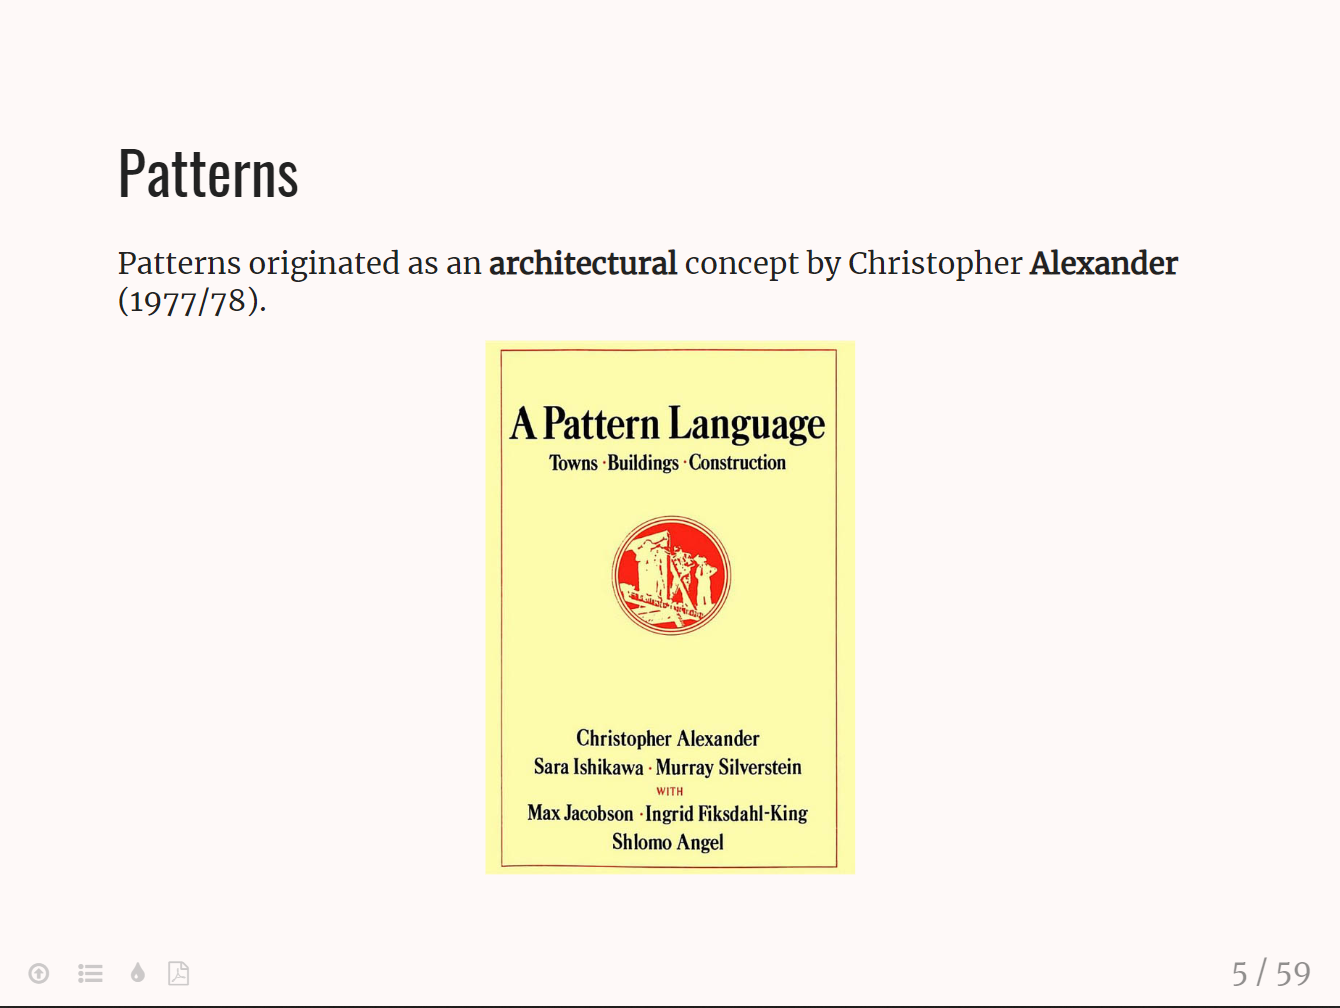 Patterns
Patterns originated as an architectural concept by Christopher Alexander
(1977/78).
A Pattern Language
Towns · Buildings · Construction
Christopher Alexander
Sara Ishikawa · Murray Silverstein
WITH
Max Jacobson · Ingrid Fiksdahl-King
Shlomo Angel
5 / 59